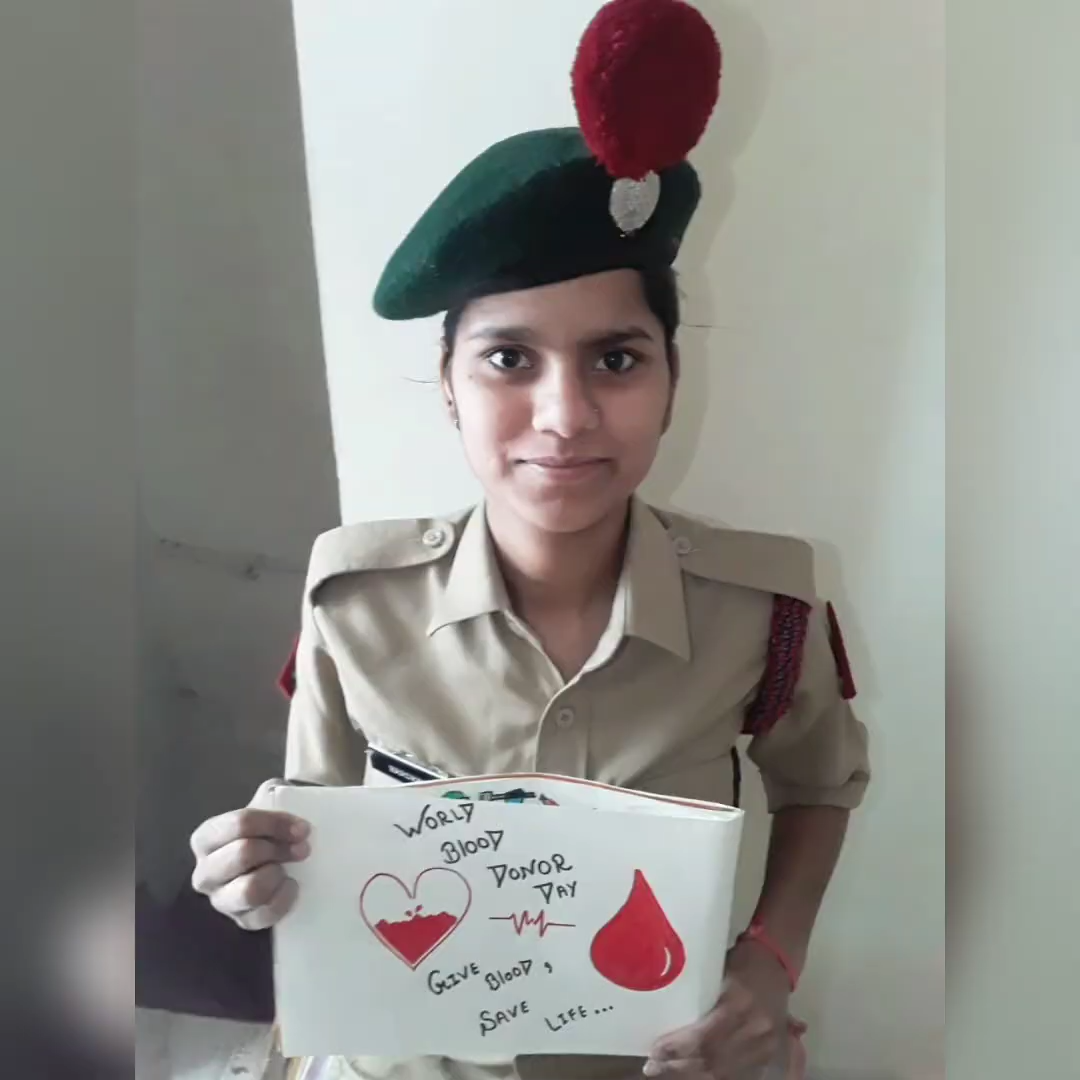 WORLD
BlooD
DONOR
DAY
GIVE BlooD,
SAVE LIFE...